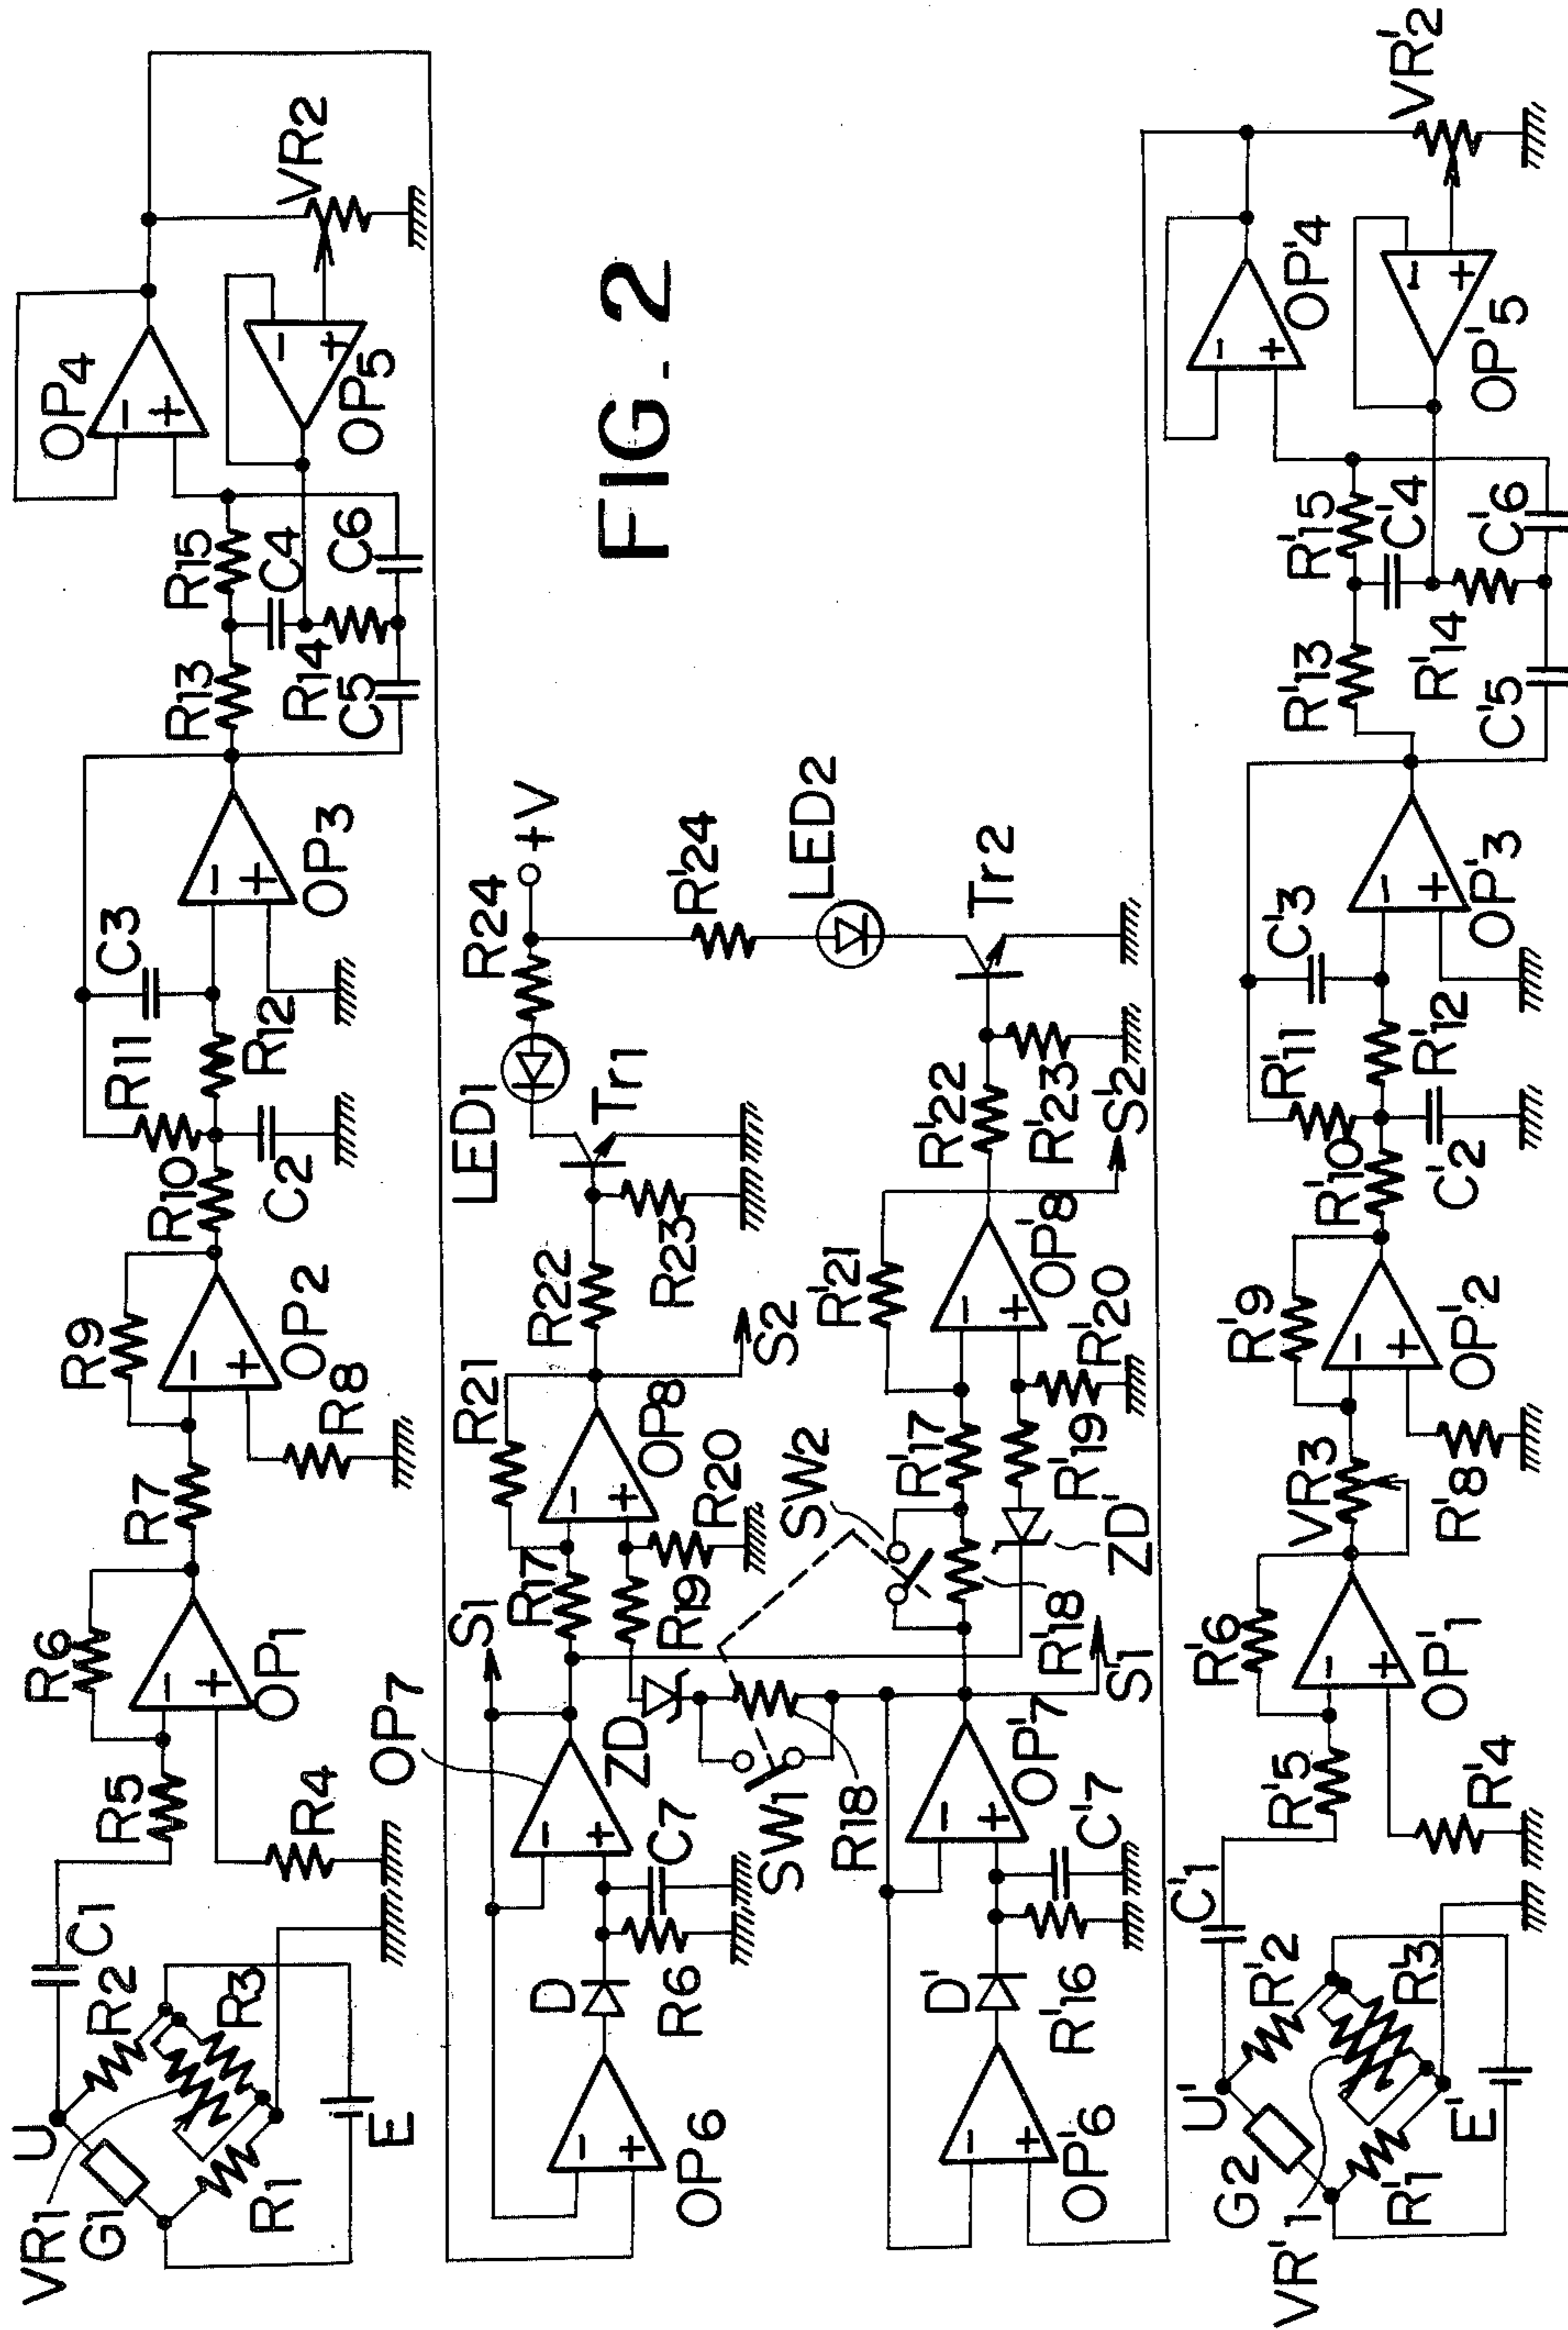 FIG. 2
U
VR1
G1
R1
R2
R3
E
C1
R4
R5
R6
OP1
R7
R8
R9
OP2
R10
C2
R11
R12
C3
OP3
R13
R14
C5
R15
C4
C6
OP4
OP5
VR2
OP6
D
R6
C7
OP7
S1
ZD
SW1
R18
R17
R19
R20
R21
OP8
S2
R22
R23
Tr1
LED1
R24
+V
OP'6
D'
R'16
C'7
OP'7
S'1
R'18
SW2
ZD'
R'17
R'19
R'20
R'21
OP'8
S'2
R'22
R'23
Tr2
LED2
R'24
U'
VR'1
G2
R'1
R'2
R'3
E'
C'1
R'4
R'5
R'6
OP'1
VR3
R'8
R'9
OP'2
R'10
C'2
R'11
R'12
C'3
OP'3
R'13
R'14
C'5
R'15
C'4
C'6
OP'4
OP'5
VR'2